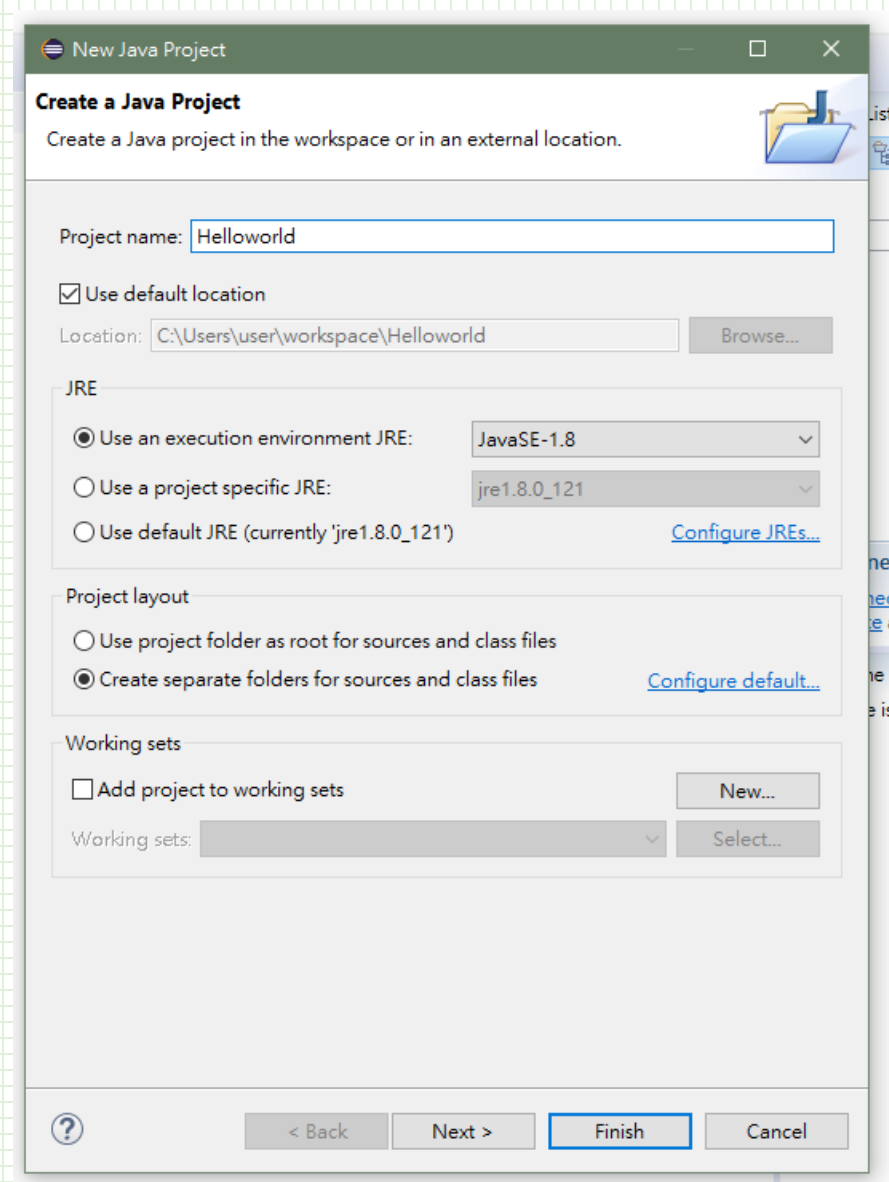 New Java Project
Create a Java Project
Create a Java project in the workspace or in an external location.
Project name: Helloworld
Use default location
Location: C:\Users\user\workspace\Helloworld Browse...
JRE
Use an execution environment JRE: JavaSE-1.8
Use a project specific JRE: jre1.8.0_121
Use default JRE (currently 'jre1.8.0_121') Configure JREs...
Project layout
Use project folder as root for sources and class files
Create separate folders for sources and class files Configure default...
Working sets
Add project to working sets New...
Working sets: Select...
? < Back Next > Finish Cancel